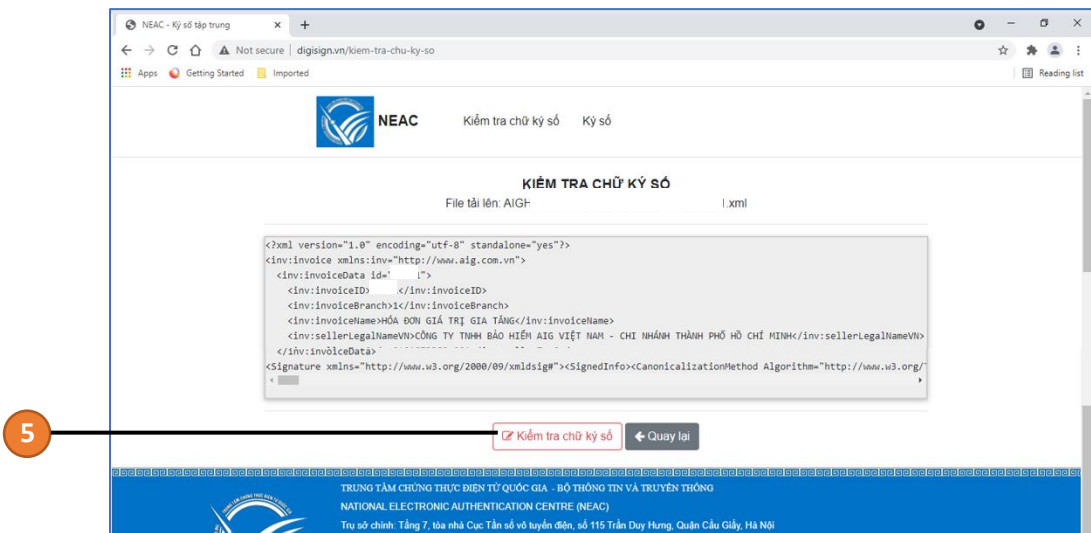 NEAC - Ký số tập trung
Not secure | digisign.vn/kiem-tra-chu-ky-so
Apps Getting Started Imported Reading list
NEAC Kiểm tra chữ ký số Ký số
KIỂM TRA CHỮ KÝ SỐ
File tải lên: AIGH .xml
<?xml version="1.0" encoding="utf-8" standalone="yes"?>
<inv:invoice xmlns:inv="http://www.aig.com.vn">
<inv:invoiceData id=" ">
<inv:invoiceID> </inv:invoiceID>
<inv:invoiceBranch>1</inv:invoiceBranch>
<inv:invoiceName>HÓA ĐƠN GIÁ TRỊ GIA TĂNG</inv:invoiceName>
<inv:sellerLegalNameVN>CÔNG TY TNHH BẢO HIỂM AIG VIỆT NAM - CHI NHÁNH THÀNH PHỐ HỒ CHÍ MINH</inv:sellerLegalNameVN>
</inv:invoiceData>
<Signature xmlns="http://www.w3.org/2000/09/xmldsig#"><SignedInfo><CanonicalizationMethod Algorithm="http://www.w3.org/
5
Kiểm tra chữ ký số Quay lại
TRUNG TÂM CHỨNG THỰC ĐIỆN TỬ QUỐC GIA - BỘ THÔNG TIN VÀ TRUYỀN THÔNG
NATIONAL ELECTRONIC AUTHENTICATION CENTRE (NEAC)
Trụ sở chính: Tầng 7, tòa nhà Cục Tần số vô tuyến điện, số 115 Trần Duy Hưng, Quận Cầu Giấy, Hà Nội